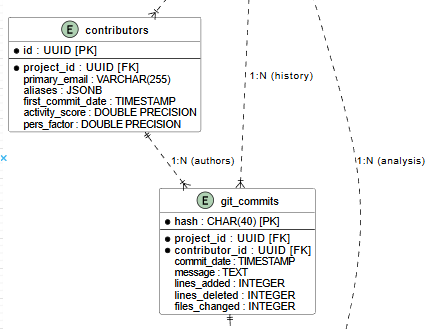 E contributors
id : UUID [PK]
project_id : UUID [FK]
primary_email : VARCHAR(255)
aliases : JSONB
first_commit_date : TIMESTAMP
activity_score : DOUBLE PRECISION
pers_factor : DOUBLE PRECISION
1:N (history)
1:N (authors)
1:N (analysis)
E git_commits
hash : CHAR(40) [PK]
project_id : UUID [FK]
contributor_id : UUID [FK]
commit_date : TIMESTAMP
message : TEXT
lines_added : INTEGER
lines_deleted : INTEGER
files_changed : INTEGER